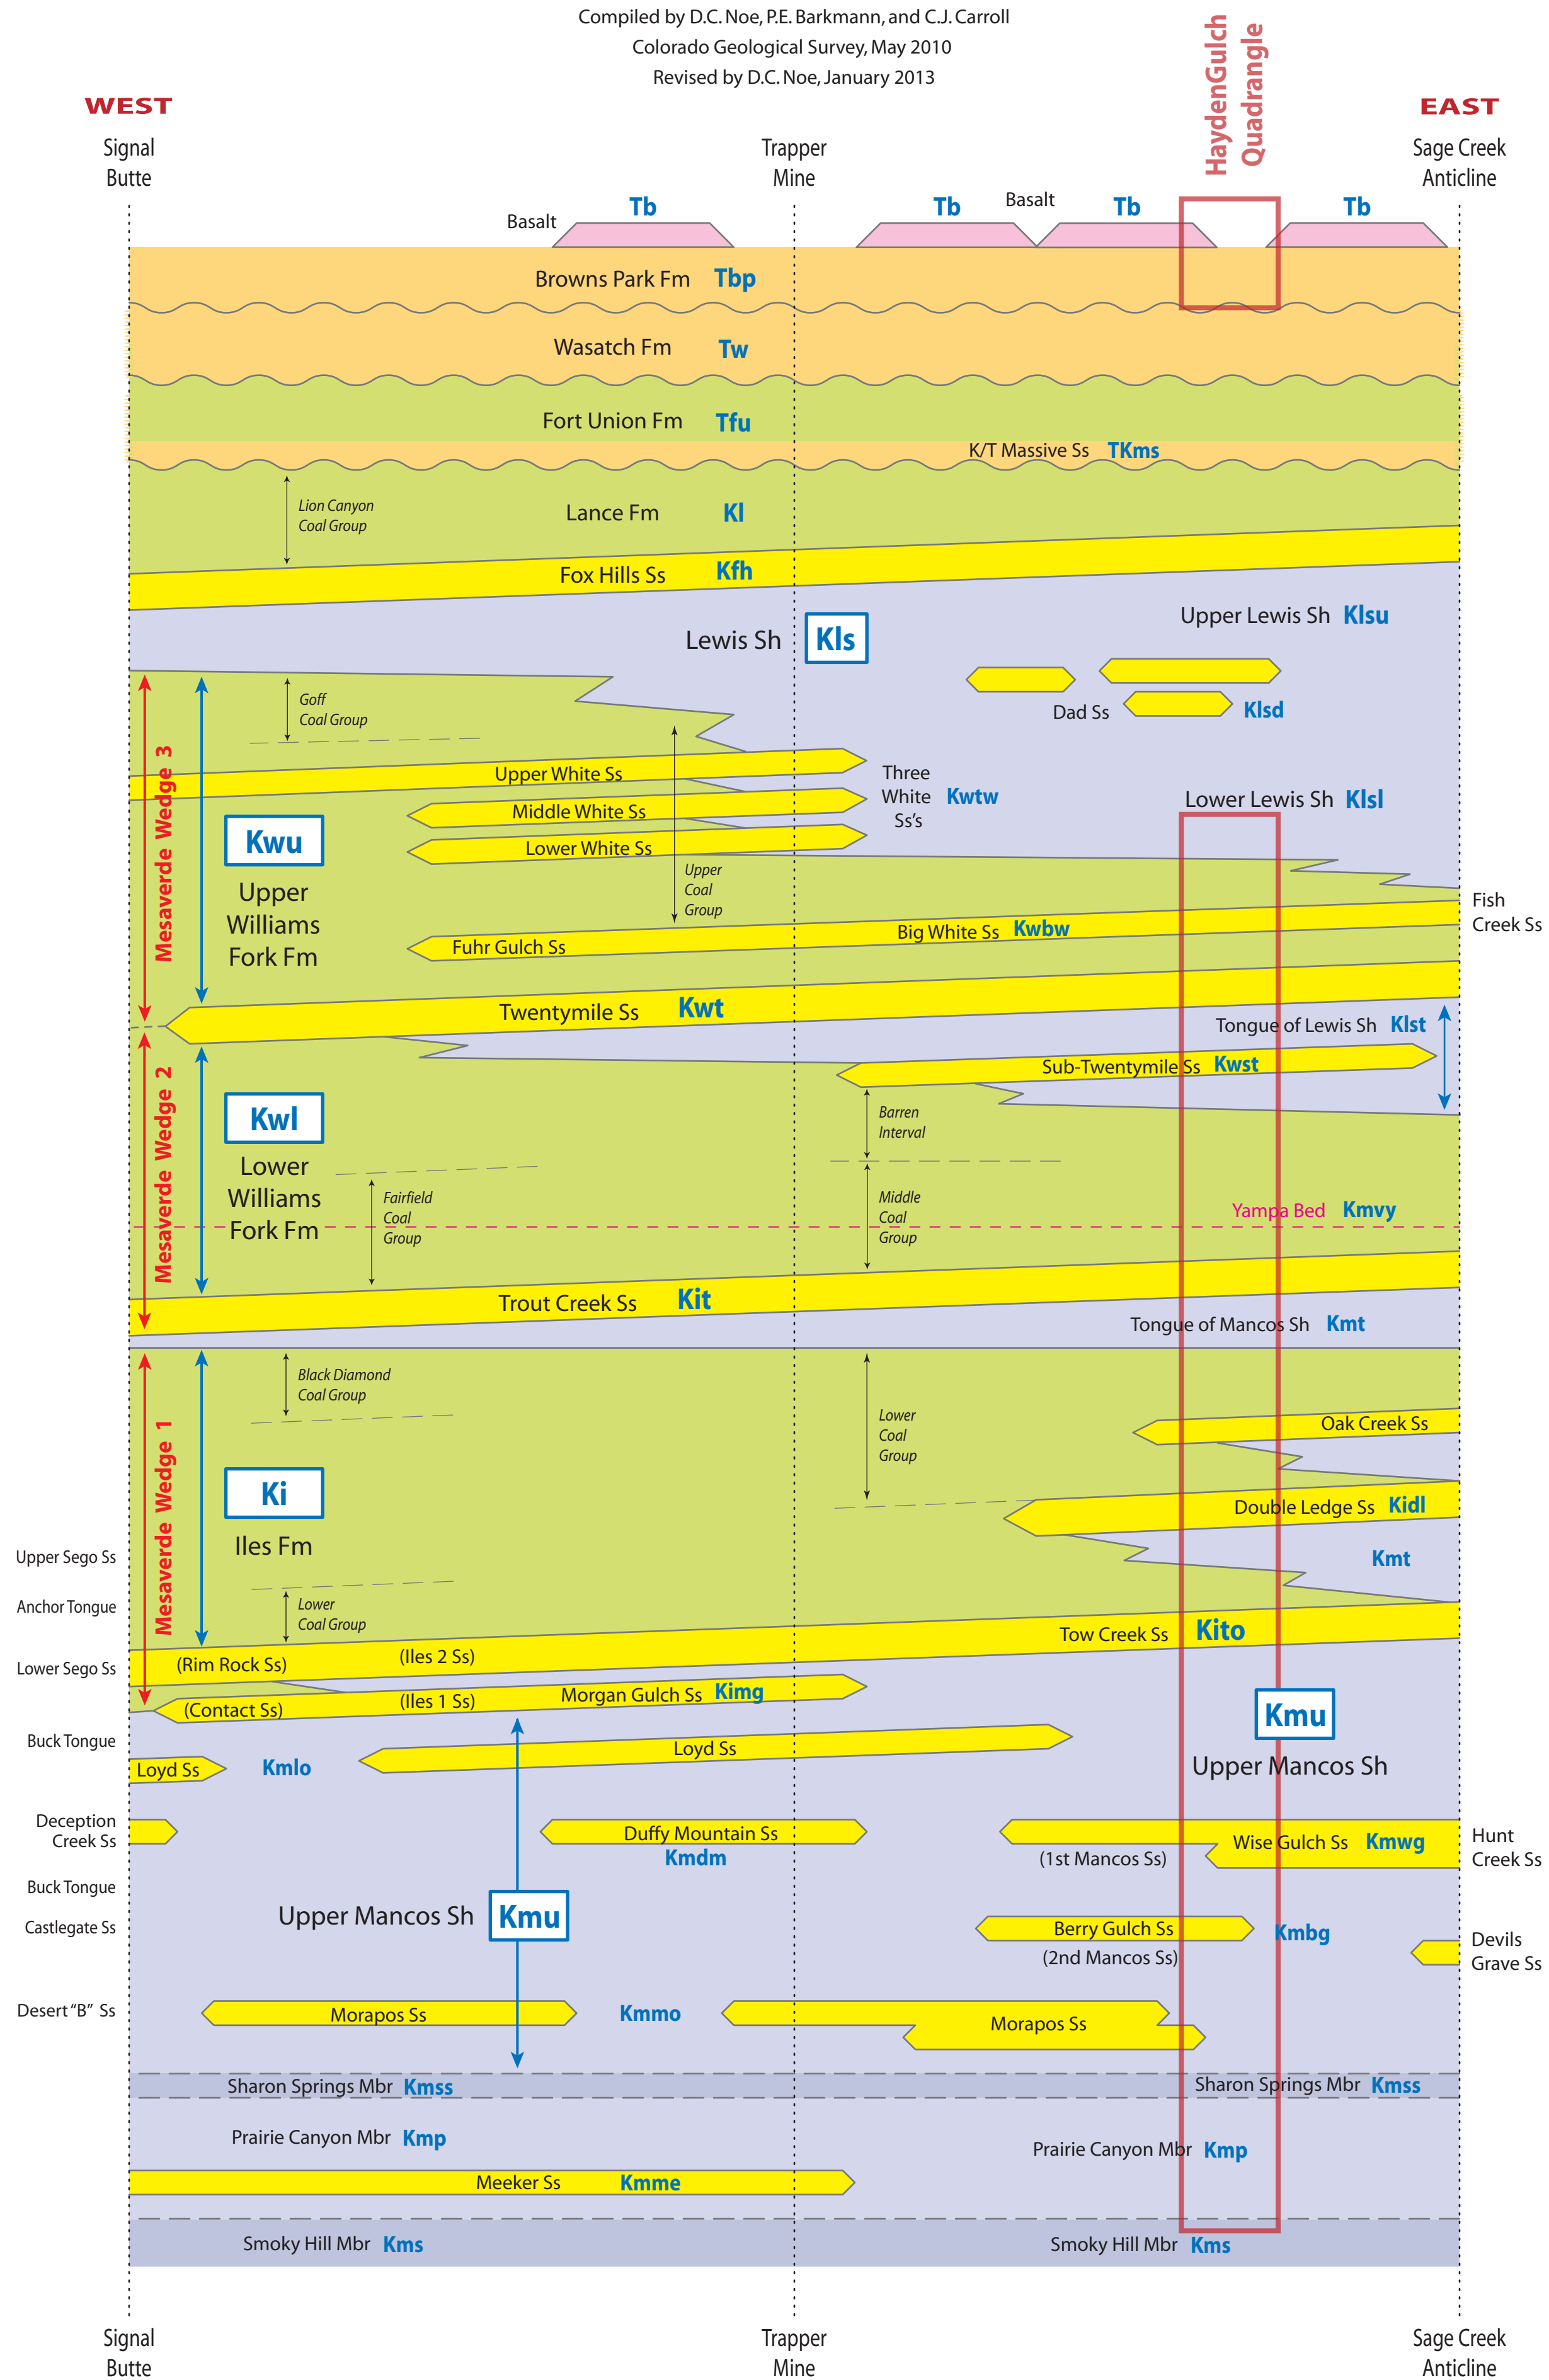 Compiled by D.C. Noe, P.E. Barkmann, and C.J. Carroll
Colorado Geological Survey, May 2010
Revised by D.C. Noe, January 2013
HaydenGulch
Quadrangle
WEST
EAST
Signal
Butte
Trapper
Mine
Sage Creek
Anticline
Basalt
Tb
Tb
Basalt
Tb
Tb
Browns Park Fm Tbp
Wasatch Fm Tw
Fort Union Fm Tfu
K/T Massive Ss TKms
Lion Canyon
Coal Group
Lance Fm Kl
Fox Hills Ss Kfh
Lewis Sh Kls
Upper Lewis Sh Klsu
Goff
Coal Group
Dad Ss Klsd
Mesaverde Wedge 3
Upper White Ss
Middle White Ss
Lower White Ss
Three
White
Ss's
Kwtw
Lower Lewis Sh Klsl
Kwu
Upper
Williams
Fork Fm
Upper
Coal
Group
Fish
Creek Ss
Fuhr Gulch Ss
Big White Ss Kwbw
Twentymile Ss Kwt
Tongue of Lewis Sh Klst
Sub-Twentymile Ss Kwst
Mesaverde Wedge 2
Kwl
Lower
Williams
Fork Fm
Barren
Interval
Fairfield
Coal
Group
Middle
Coal
Group
Yampa Bed Kmvy
Trout Creek Ss Kit
Tongue of Mancos Sh Kmt
Mesaverde Wedge 1
Black Diamond
Coal Group
Lower
Coal
Group
Oak Creek Ss
Ki
Iles Fm
Double Ledge Ss Kidl
Upper Sego Ss
Kmt
Anchor Tongue
Lower
Coal Group
Tow Creek Ss Kito
Lower Sego Ss
(Rim Rock Ss)
(Iles 2 Ss)
(Contact Ss)
(Iles 1 Ss)
Morgan Gulch Ss Kimg
Kmu
Upper Mancos Sh
Buck Tongue
Loyd Ss
Kmlo
Loyd Ss
Deception
Creek Ss
Duffy Mountain Ss
Kmdm
(1st Mancos Ss)
Wise Gulch Ss Kmwg
Hunt
Creek Ss
Buck Tongue
Castlegate Ss
Upper Mancos Sh Kmu
Berry Gulch Ss
Kmbg
(2nd Mancos Ss)
Devils
Grave Ss
Desert "B" Ss
Morapos Ss
Kmmo
Morapos Ss
Sharon Springs Mbr Kmss
Sharon Springs Mbr Kmss
Prairie Canyon Mbr Kmp
Prairie Canyon Mbr Kmp
Meeker Ss Kmme
Smoky Hill Mbr Kms
Smoky Hill Mbr Kms
Signal
Butte
Trapper
Mine
Sage Creek
Anticline